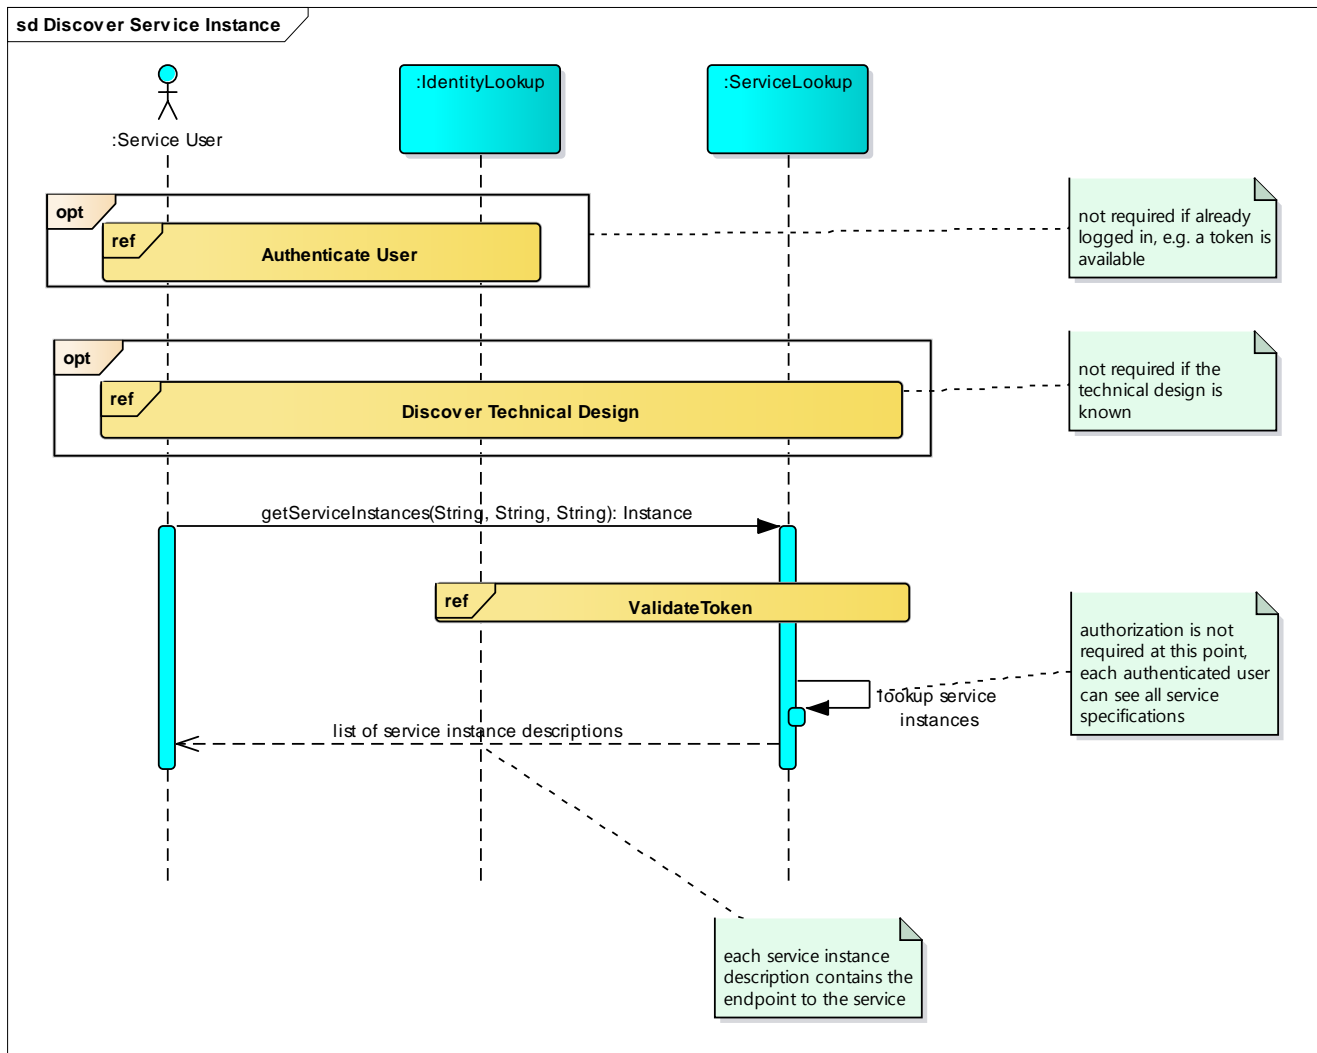 sd Discover Service Instance
:Service User
:IdentityLookup
:ServiceLookup
opt
ref
Authenticate User
not required if already
logged in, e.g. a token is
available
opt
ref
Discover Technical Design
not required if the
technical design is
known
getServiceInstances(String, String, String): Instance
ref
ValidateToken
authorization is not
required at this point,
each authenticated user
can see all service
specifications
lookup service
instances
list of service instance descriptions
each service instance
description contains the
endpoint to the service